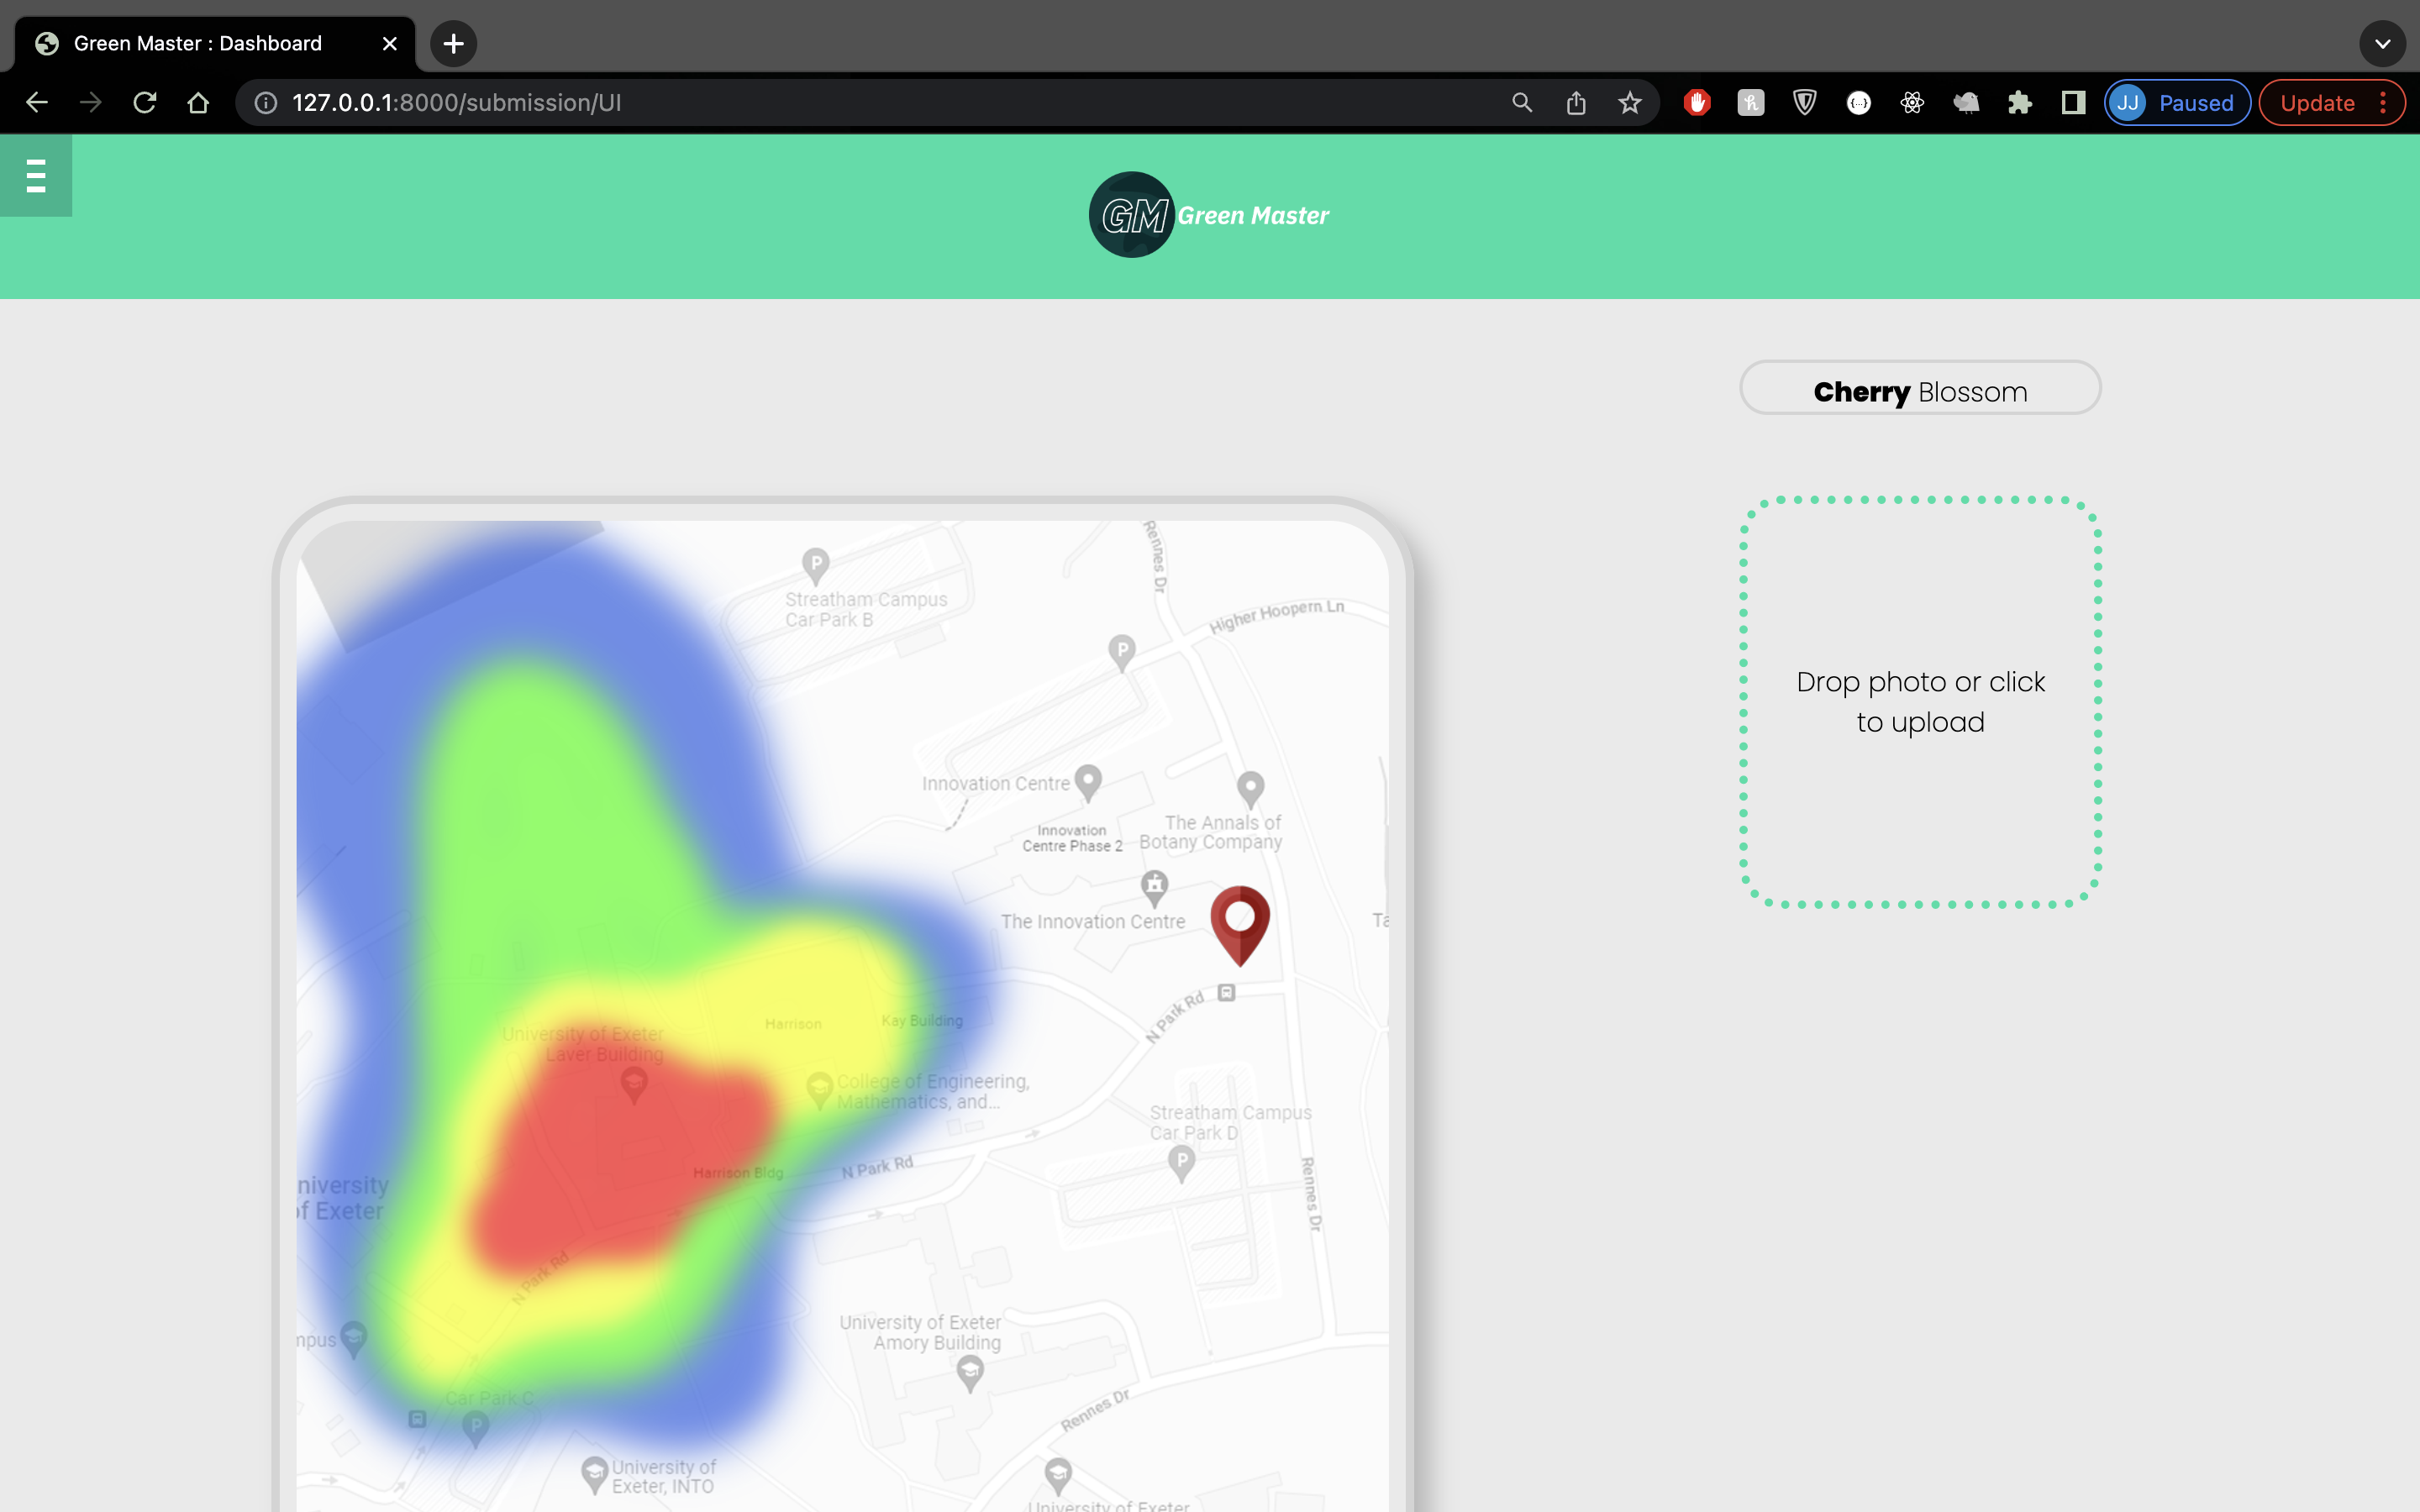 Green Master : Dashboard
127.0.0.1:8000/submission/UI
JJ Paused
Update
GM Green Master
Cherry Blossom
Drop photo or click
to upload
Rennes Dr
P
Streatham Campus
Car Park B
Higher Hoopern Ln
P
Innovation Centre
Innovation
Centre Phase 2
The Annals of
Botany Company
The Innovation Centre
Ta
N Park Rd
University of Exeter
Laver Building
Harrison
Kay Building
College of Engineering,
Mathematics, and...
Streatham Campus
Car Park D
P
Harrison Bldg
N Park Rd
Rennes Dr
niversity
of Exeter
N Park Rd
mpus
University of Exeter
Amory Building
Car Park C
P
Rennes Dr
University of
Exeter, INTO
University of Exeter